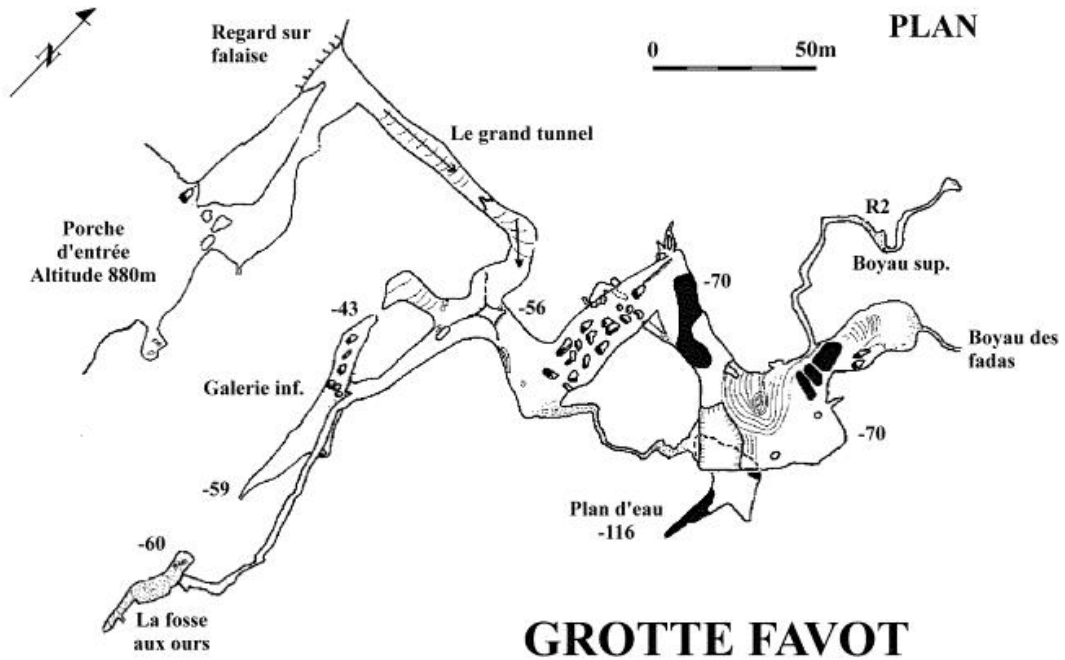 N
PLAN
0 50m
Regard sur
falaise
Le grand tunnel
R2
Boyau sup.
Porche
d'entrée
Altitude 880m
-43
-56
-70
Boyau des
fadas
Galerie inf.
-70
-59
Plan d'eau
-116
-60
La fosse
aux ours
GROTTE FAVOT